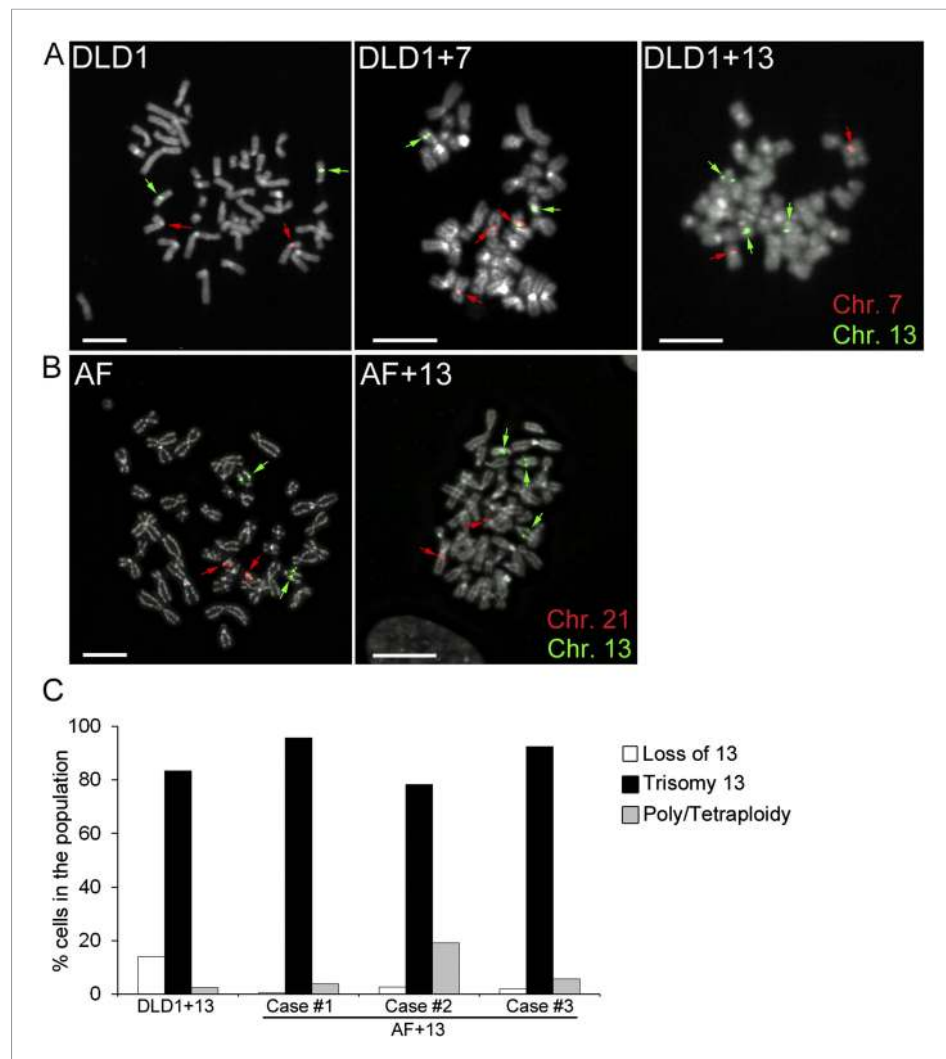 A
DLD1
DLD1+7
DLD1+13
Chr. 7
Chr. 13
B
AF
AF+13
Chr. 21
Chr. 13
C
100
80
60
40
20
0
% cells in the population
Loss of 13
Trisomy 13
Poly/Tetraploidy
DLD1+13
Case #1
Case #2
Case #3
AF+13